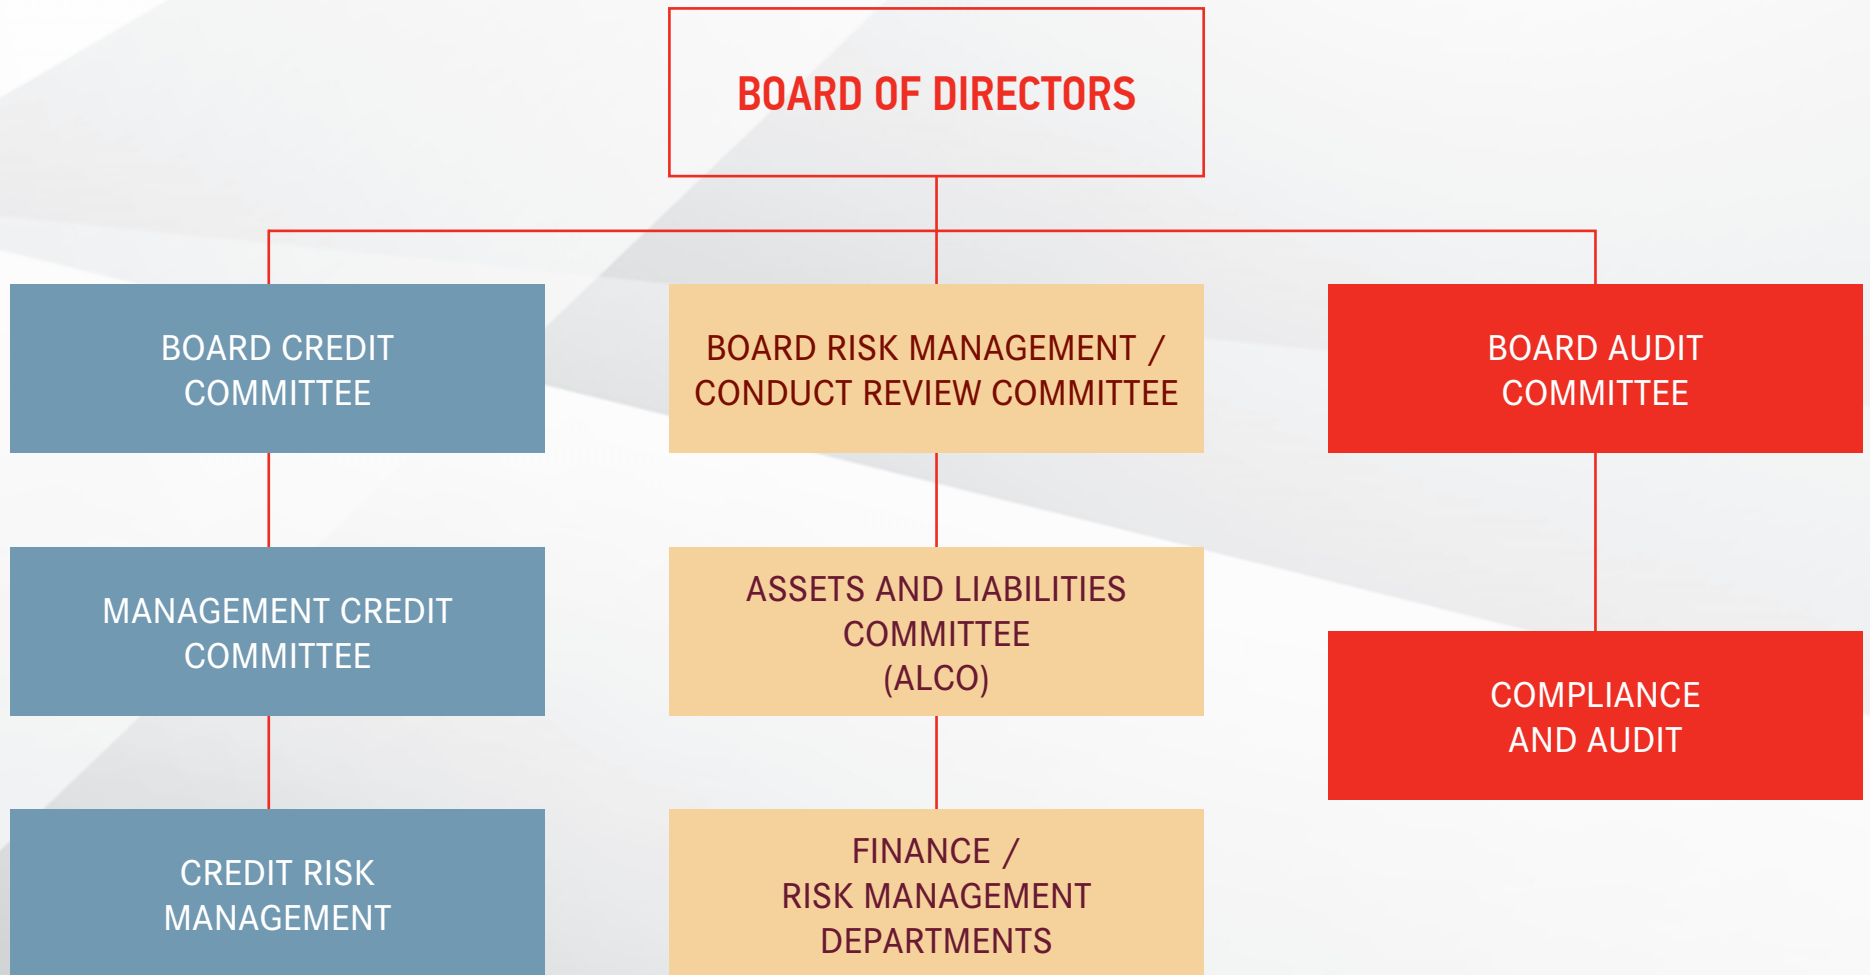 BOARD OF DIRECTORS
BOARD CREDIT
COMMITTEE
BOARD RISK MANAGEMENT /
CONDUCT REVIEW COMMITTEE
BOARD AUDIT
COMMITTEE
MANAGEMENT CREDIT
COMMITTEE
ASSETS AND LIABILITIES
COMMITTEE
(ALCO)
COMPLIANCE
AND AUDIT
CREDIT RISK
MANAGEMENT
FINANCE /
RISK MANAGEMENT
DEPARTMENTS